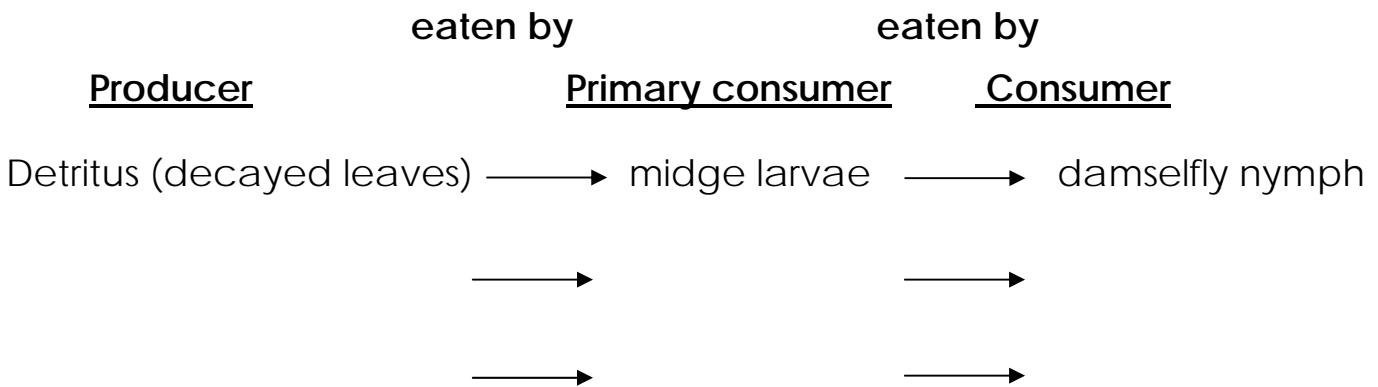 eaten by eaten by
Producer Primary consumer Consumer
Detritus (decayed leaves) midge larvae damselfly nymph